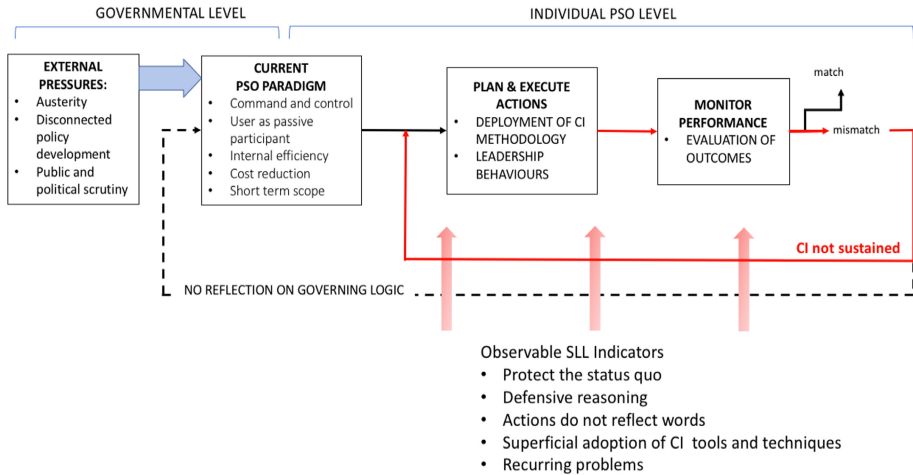 GOVERNMENTAL LEVEL
INDIVIDUAL PSO LEVEL
EXTERNAL
PRESSURES:
• Austerity
• Disconnected
policy
development
• Public and
political scrutiny
CURRENT
PSO PARADIGM
• Command and control
• User as passive
participant
• Internal efficiency
• Cost reduction
• Short term scope
PLAN & EXECUTE
ACTIONS
• DEPLOYMENT OF CI
METHODOLOGY
• LEADERSHIP
BEHAVIOURS
MONITOR
PERFORMANCE
• EVALUATION OF
OUTCOMES
match
mismatch
CI not sustained
NO REFLECTION ON GOVERNING LOGIC
Observable SLL Indicators
• Protect the status quo
• Defensive reasoning
• Actions do not reflect words
• Superficial adoption of CI tools and techniques
• Recurring problems